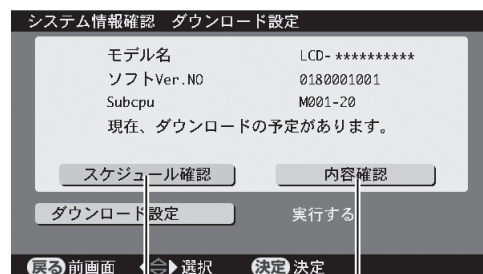 システム情報確認　ダウンロード設定
モデル名　LCD-**********
ソフトVer.NO　0180001001
Subcpu　M001-20
現在、ダウンロードの予定があります。
スケジュール確認　内容確認
ダウンロード設定　実行する
戻る 前画面　選択　決定 決定